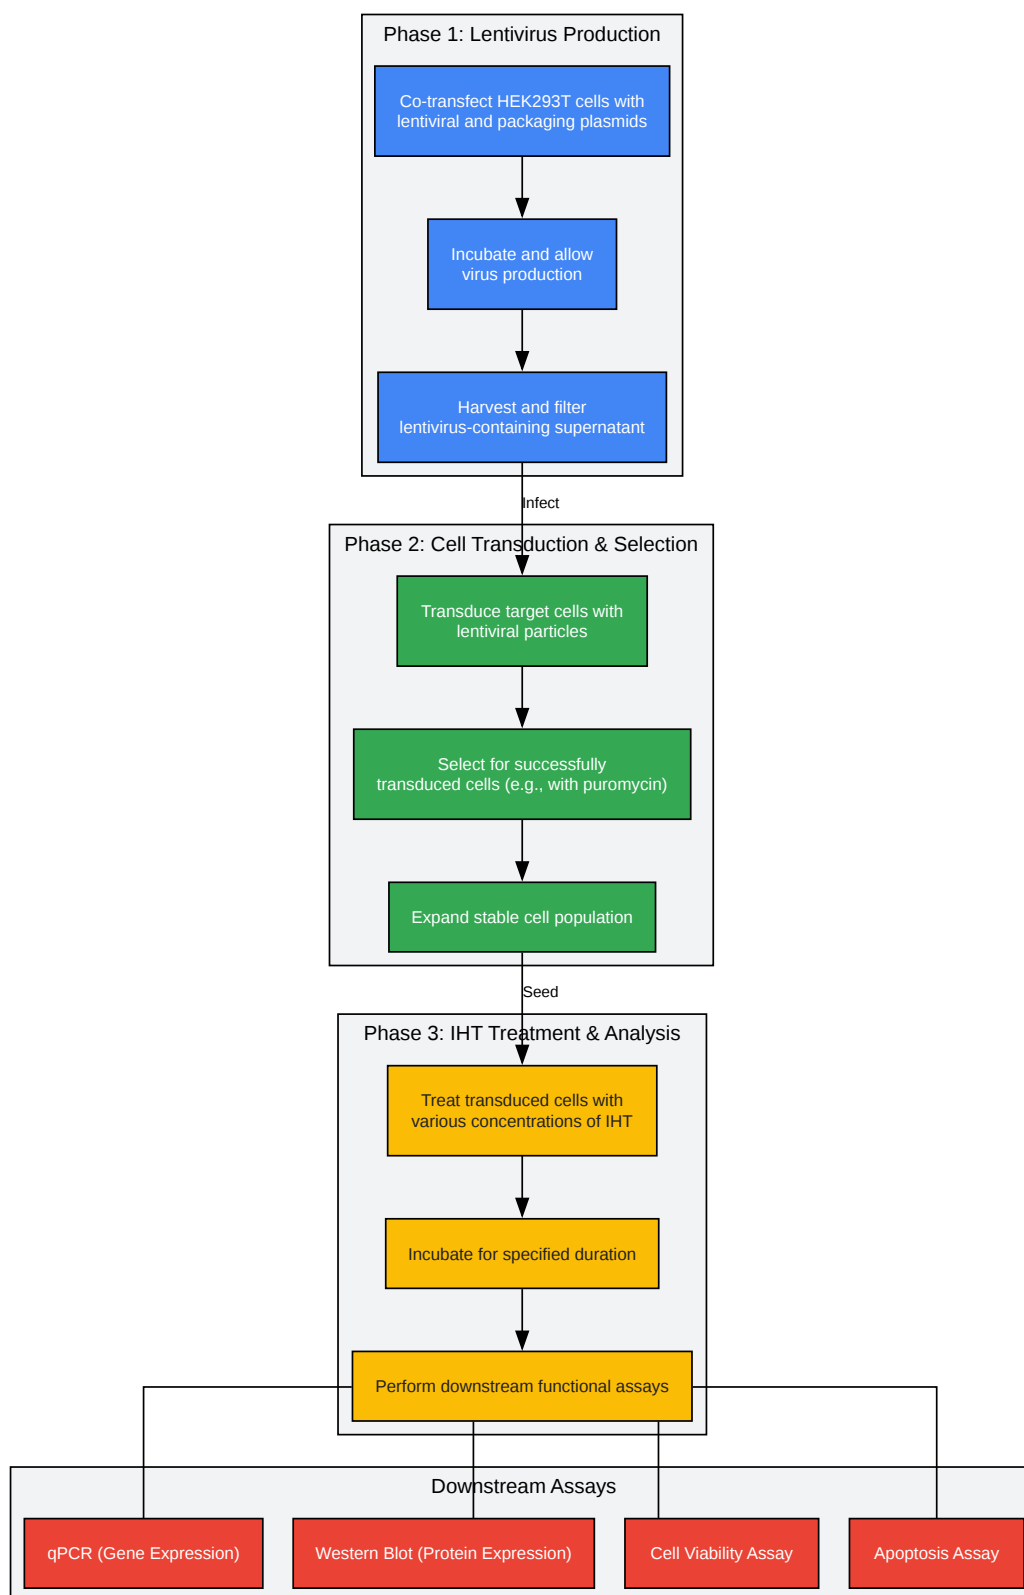 Phase 1: Lentivirus Production
Co-transfect HEK293T cells with
lentiviral and packaging plasmids
Incubate and allow
virus production
Harvest and filter
lentivirus-containing supernatant
Infect
Phase 2: Cell Transduction & Selection
Transduce target cells with
lentiviral particles
Select for successfully
transduced cells (e.g., with puromycin)
Expand stable cell population
Seed
Phase 3: IHT Treatment & Analysis
Treat transduced cells with
various concentrations of IHT
Incubate for specified duration
Perform downstream functional assays
Downstream Assays
qPCR (Gene Expression)
Western Blot (Protein Expression)
Cell Viability Assay
Apoptosis Assay